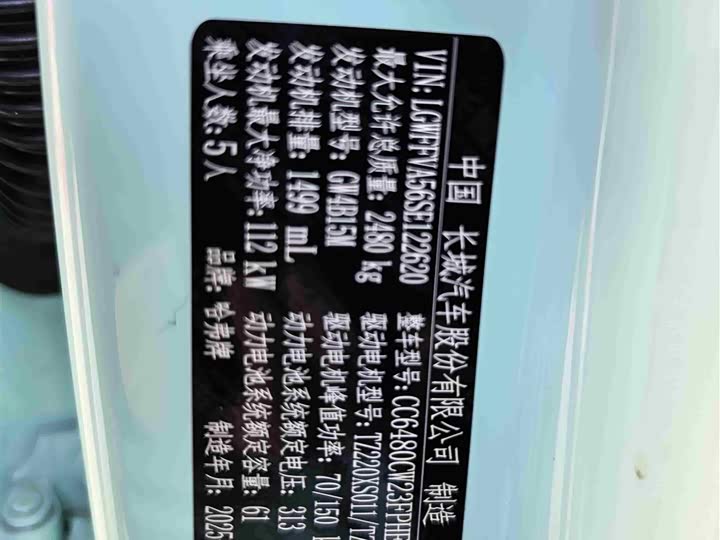 中国 长城汽车股份有限公司 制造
VIN: LGWFFVA56SE122620 整车型号: CC6480CW23FPHE
最大允许总质量: 2480 kg 驱动电机型号: TZ220XS011/TZ
发动机型号: GW4B15N 驱动电机峰值功率: 70/150
发动机排量: 1499 mL 动力电池系统额定电压: 313
发动机最大净功率: 112 kW 动力电池系统额定容量: 61
乘坐人数: 5人 品牌: 哈弗牌 制造年月: 2025